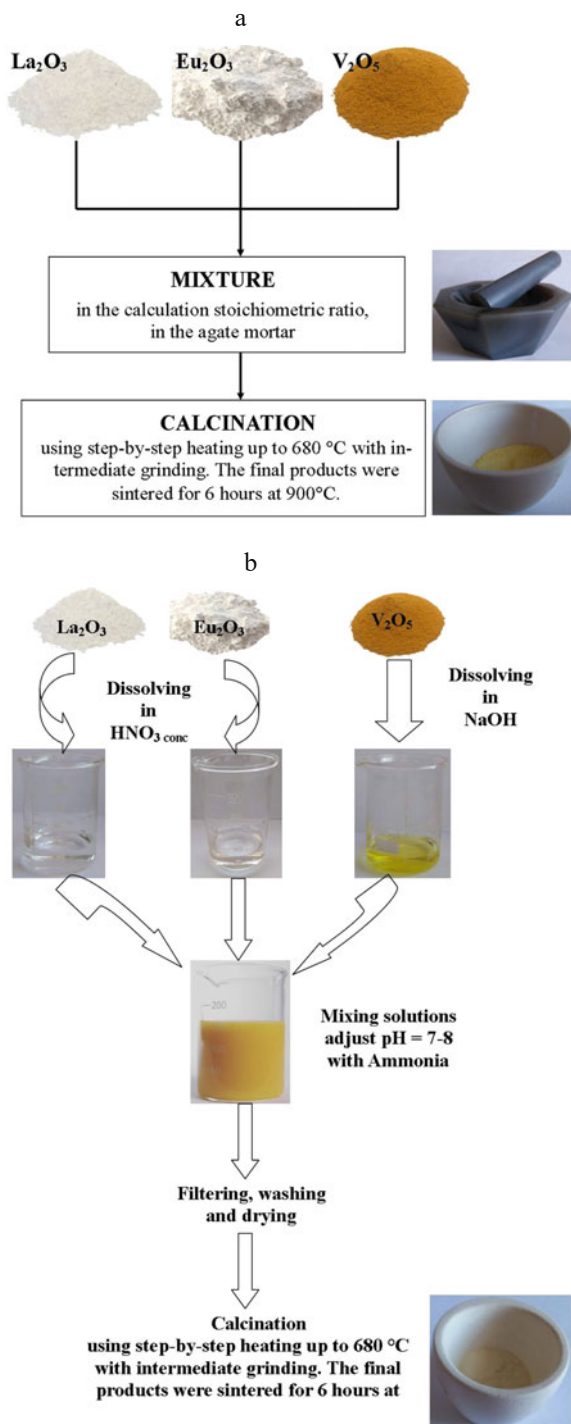 a
La₂O₃
Eu₂O₃
V₂O₅
MIXTURE
in the calculation stoichiometric ratio,
in the agate mortar
CALCINATION
using step-by-step heating up to 680 °C with in-
termediate grinding. The final products were
sintered for 6 hours at 900°C.
b
La₂O₃
Eu₂O₃
V₂O₅
Dissolving
in
HNO₃ conc
Dissolving
in
NaOH
200
Mixing solutions
adjust pH = 7-8
with Ammonia
Filtering, washing
and drying
Calcination
using step-by-step heating up to 680 °C
with intermediate grinding. The final
products were sintered for 6 hours at